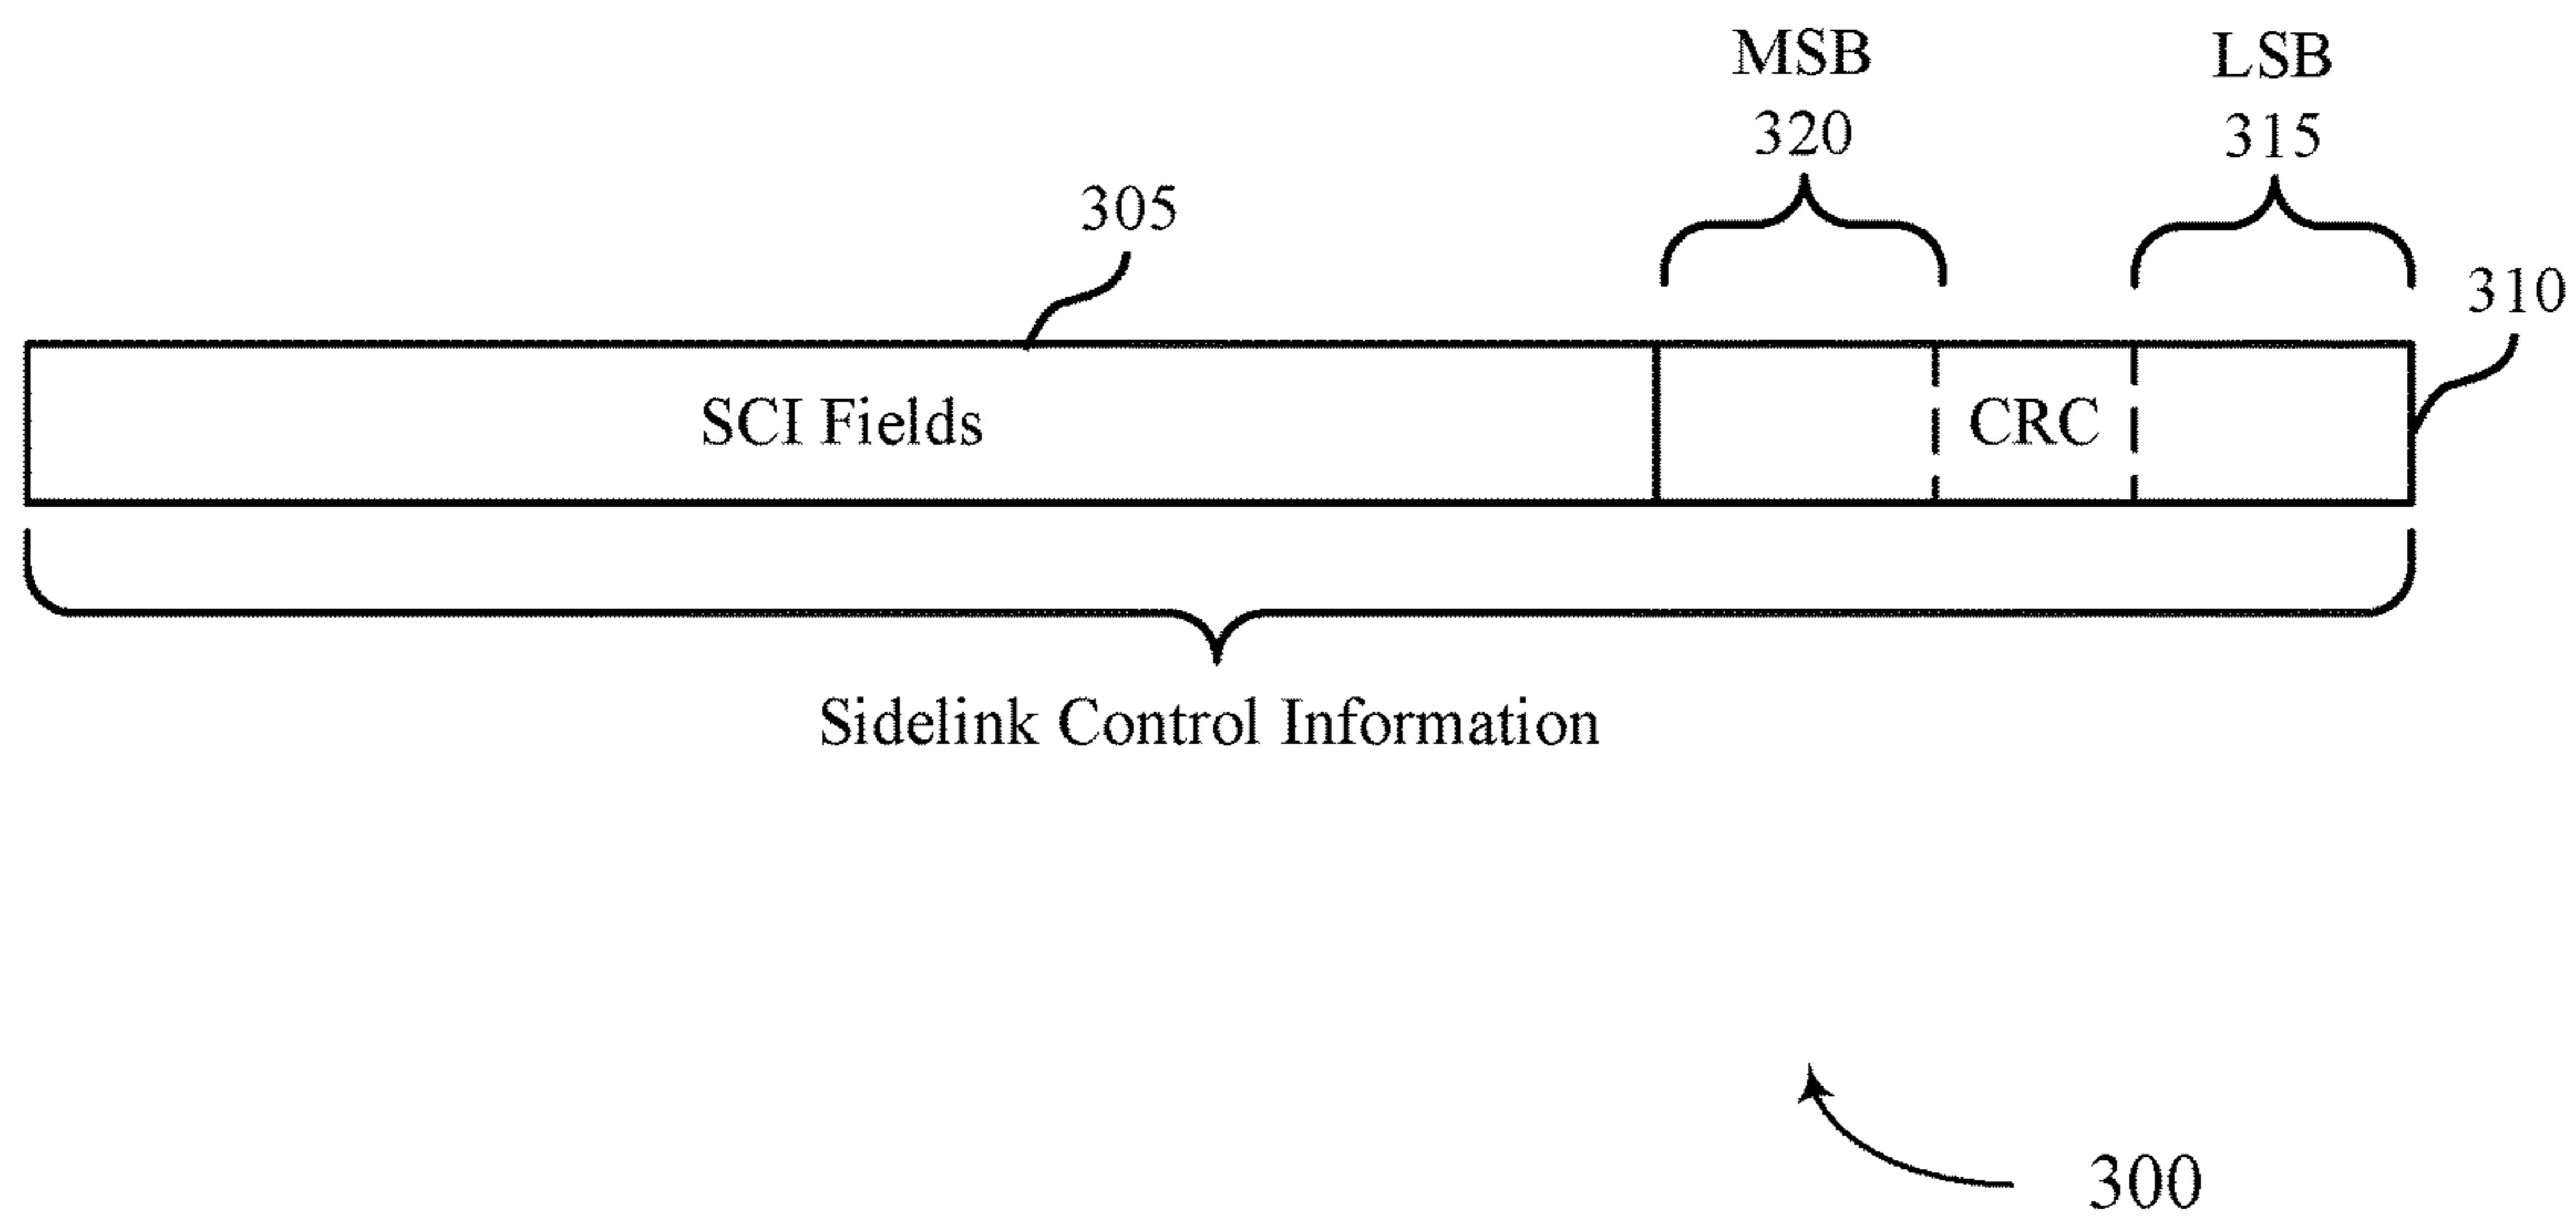 MSB
320
LSB
315
305
310
SCI Fields
CRC
Sidelink Control Information
300